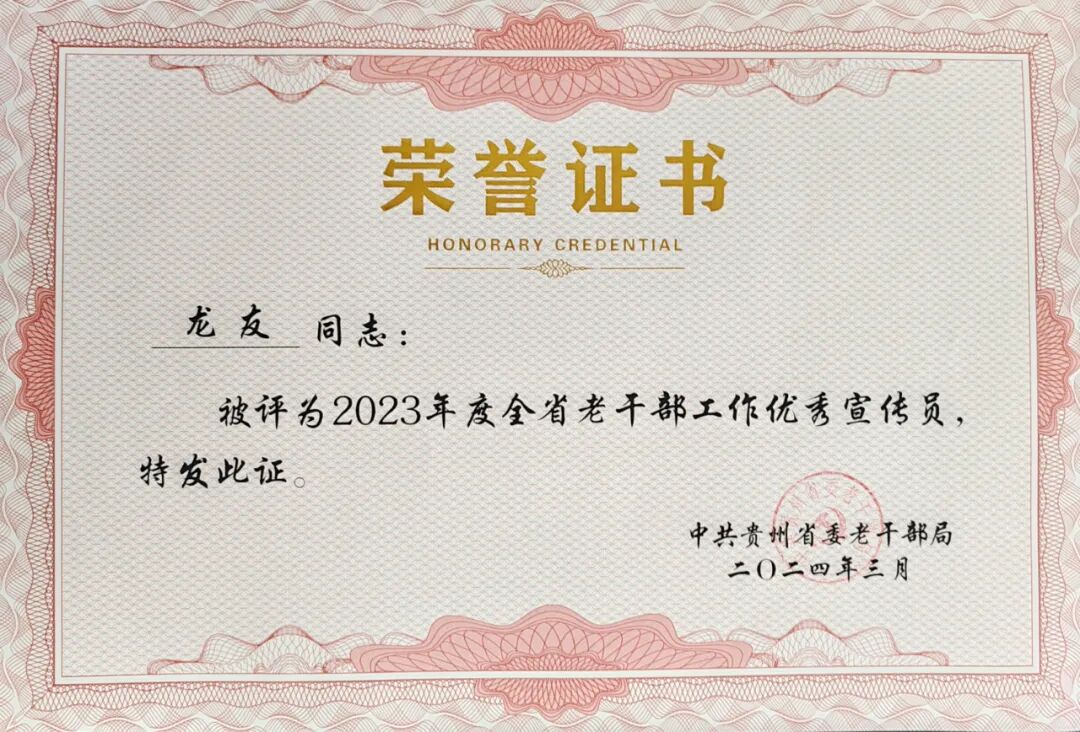 荣誉证书
HONORARY CREDENTIAL
龙友 同志：
被评为2023年度全省老干部工作优秀宣传员，
特发此证。
中共贵州省委老干部局
二〇二四年三月